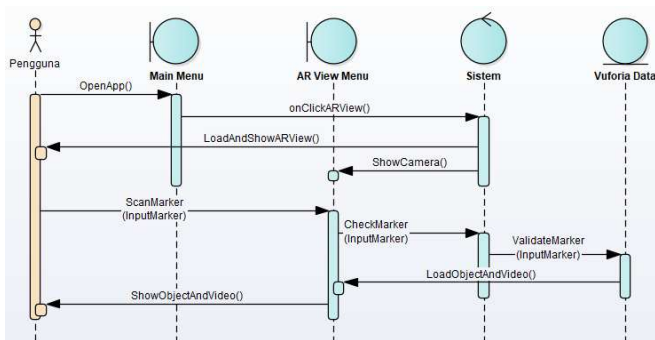 Pengguna
Main Menu
AR View Menu
Sistem
Vuforia Data
OpenApp()
onClickARView()
LoadAndShowARView()
ShowCamera()
ScanMarker
(InputMarker)
CheckMarker
(InputMarker)
ValidateMarker
(InputMarker)
LoadObjectAndVideo()
ShowObjectAndVideo()